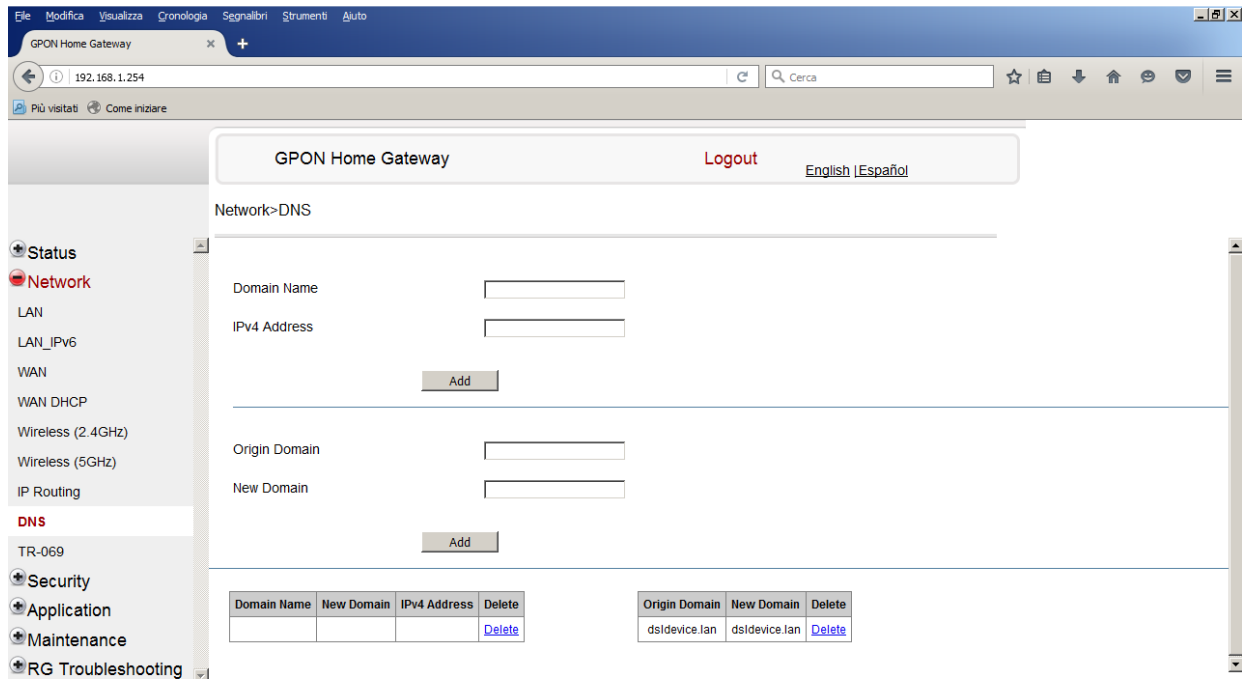 File Modifica Visualizza Cronologia Segnalibri Strumenti Aiuto
GPON Home Gateway
192.168.1.254
Cerca
Più visitati Come iniziare
GPON Home Gateway Logout English | Español
Network>DNS
Status
Network
LAN
LAN_IPv6
WAN
WAN DHCP
Wireless (2.4GHz)
Wireless (5GHz)
IP Routing
DNS
TR-069
Security
Application
Maintenance
RG Troubleshooting
Domain Name
IPv4 Address
Add
Origin Domain
New Domain
Add
Domain Name New Domain IPv4 Address Delete
Delete
Origin Domain New Domain Delete
dsldevice.lan dsldevice.lan Delete